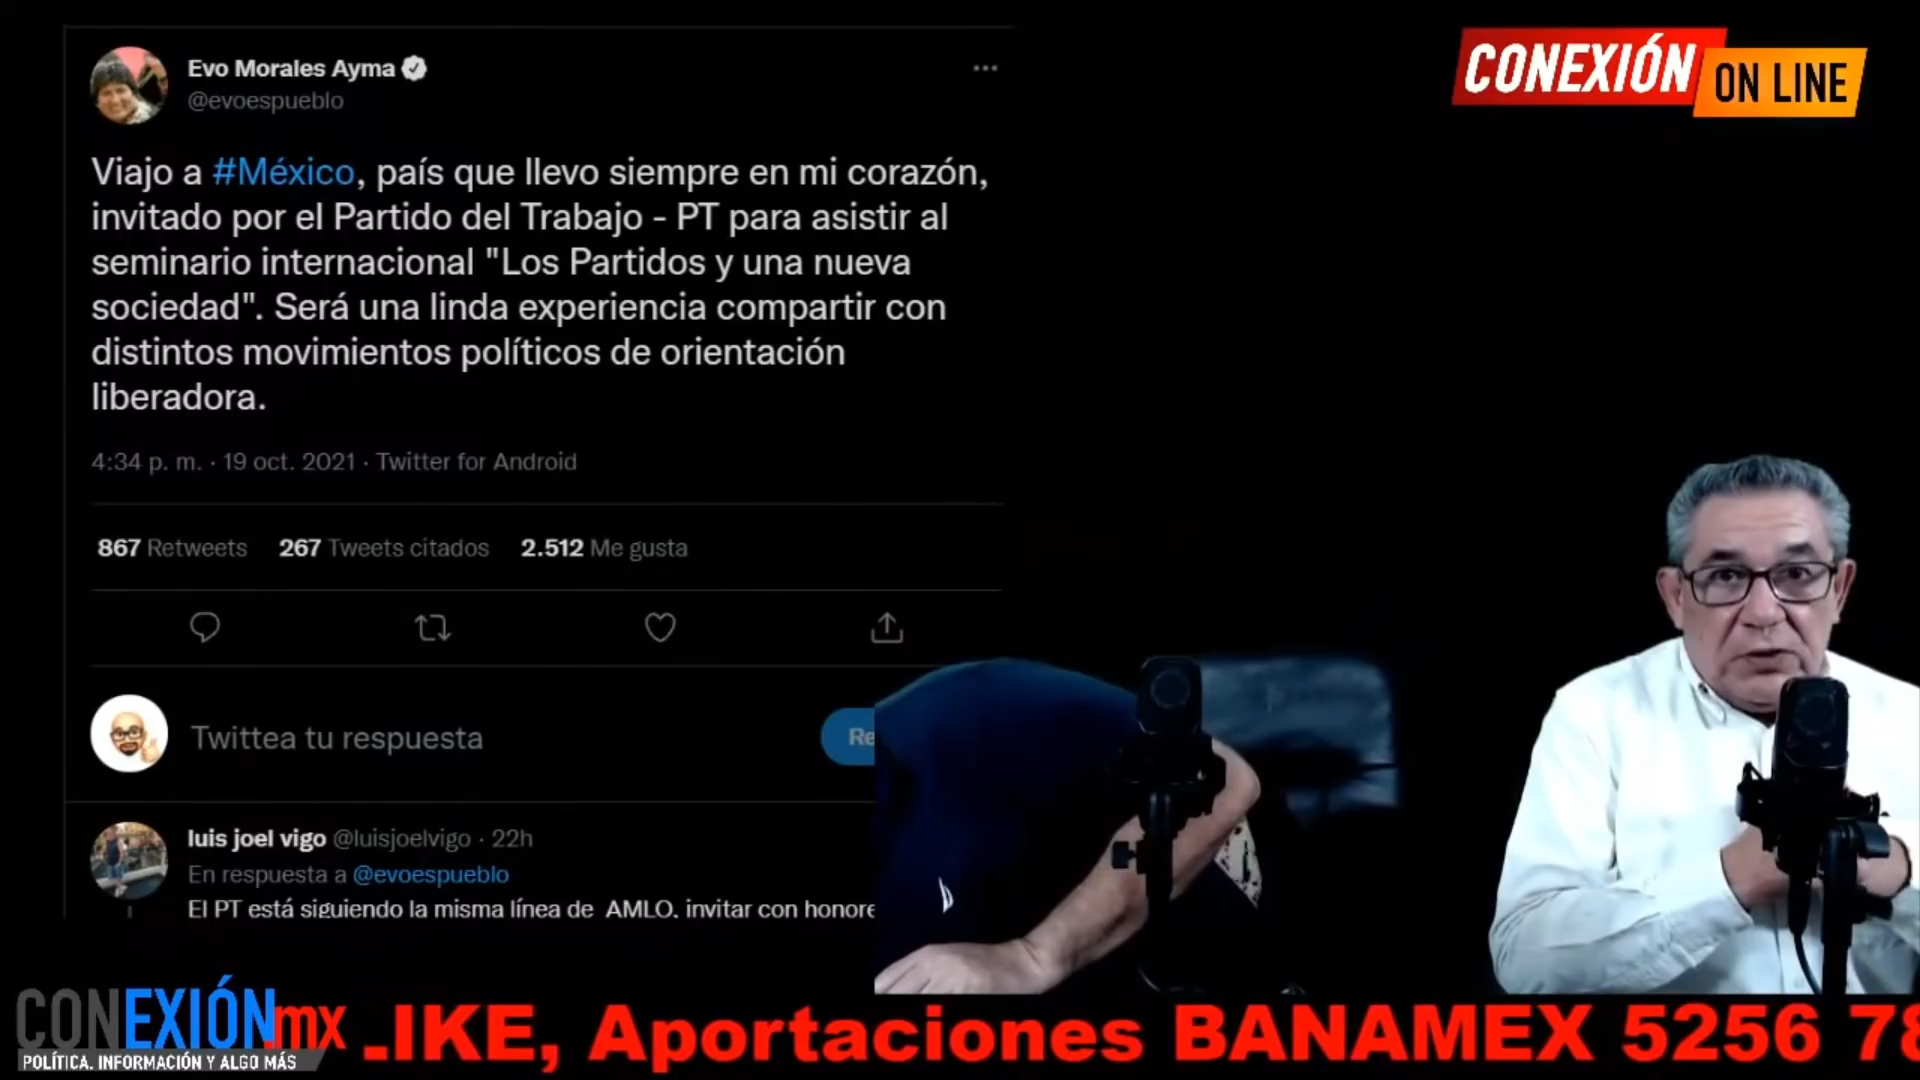 Evo Morales Ayma
@evoespueblo
Viajo a #México, país que llevo siempre en mi corazón,
invitado por el Partido del Trabajo - PT para asistir al
seminario internacional "Los Partidos y una nueva
sociedad". Será una linda experiencia compartir con
distintos movimientos políticos de orientación
liberadora.
4:34 p. m. · 19 oct. 2021 · Twitter for Android
867 Retweets 267 Tweets citados 2.512 Me gusta
Twittea tu respuesta
Re
luis joel vigo @luisjoelvigo · 22h
En respuesta a @evoespueblo
El PT está siguiendo la misma línea de AMLO. invitar con honore
CONEXIÓN
ON LINE
CONEXIÓN.mx
POLÍTICA. INFORMACIÓN Y ALGO MÁS
LIKE, Aportaciones BANAMEX 5256 78